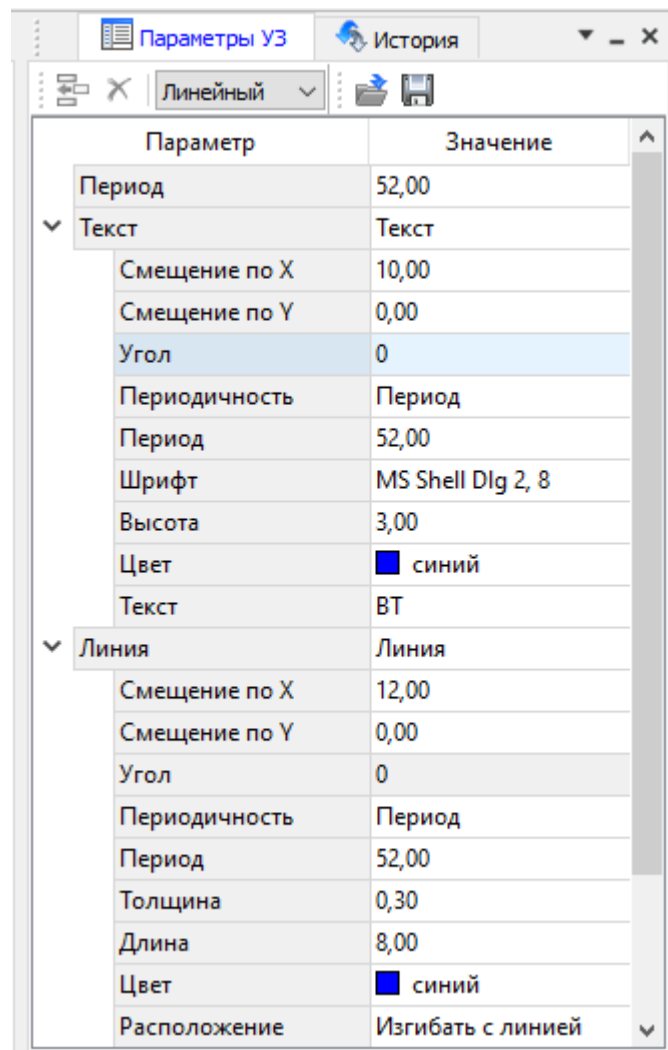 Параметры УЗ История
Линейный
Параметр Значение
Период 52,00
Текст Текст
Смещение по X 10,00
Смещение по Y 0,00
Угол 0
Периодичность Период
Период 52,00
Шрифт MS Shell Dlg 2, 8
Высота 3,00
Цвет синий
Текст ВТ
Линия Линия
Смещение по X 12,00
Смещение по Y 0,00
Угол 0
Периодичность Период
Период 52,00
Толщина 0,30
Длина 8,00
Цвет синий
Расположение Изгибать с линией